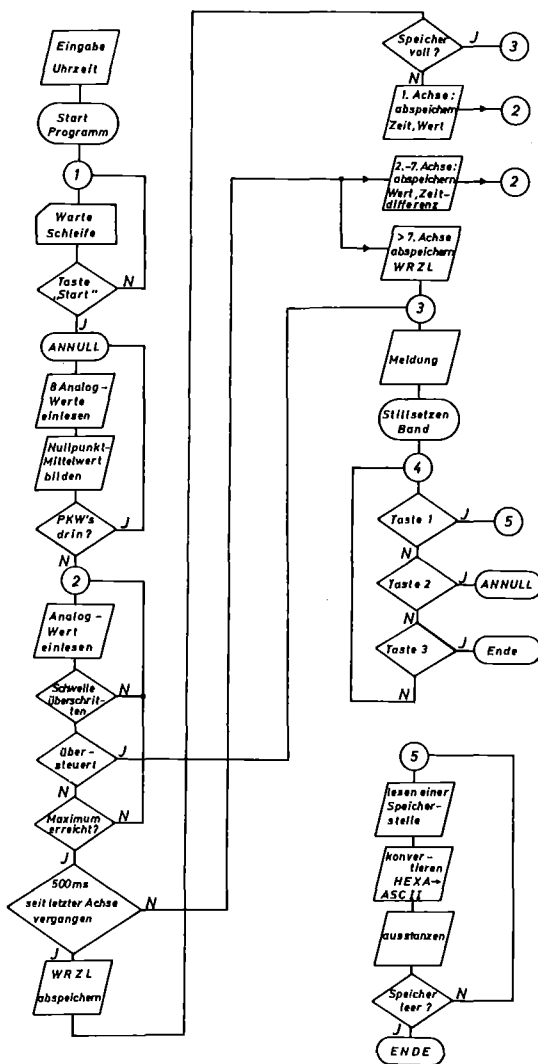 Eingabe
Uhrzeit
Start
Programm
1
Warte
Schleife
Taste
„Start"
N
J
ANNULL
8 Analog-
Werte
einlesen
Nullpunkt-
Mittelwert
bilden
PKW's
drin?
J
N
2
Analog-
Wert
einlesen
Schwelle
überschritten
N
über-
steuert
J
N
Maximum
erreicht?
N
J
500ms
seit letzter Achse
vergangen
N
J
WRZL
abspeichern
Speicher
voll?
J
3
N
1. Achse:
abspeichern
Zeit, Wert
2
2.-7. Achse:
abspeichern
Wert, Zeit-
differenz
2
> 7. Achse
abspeichern
WRZL
3
Meldung
Stillsetzen
Band
4
Taste 1
J
5
N
Taste 2
J
ANNULL
N
Taste 3
J
Ende
N
5
lesen einer
Speicher-
stelle
konver-
tieren
HEXA→
ASCII
ausstanzen
Speicher
leer?
N
J
ENDE